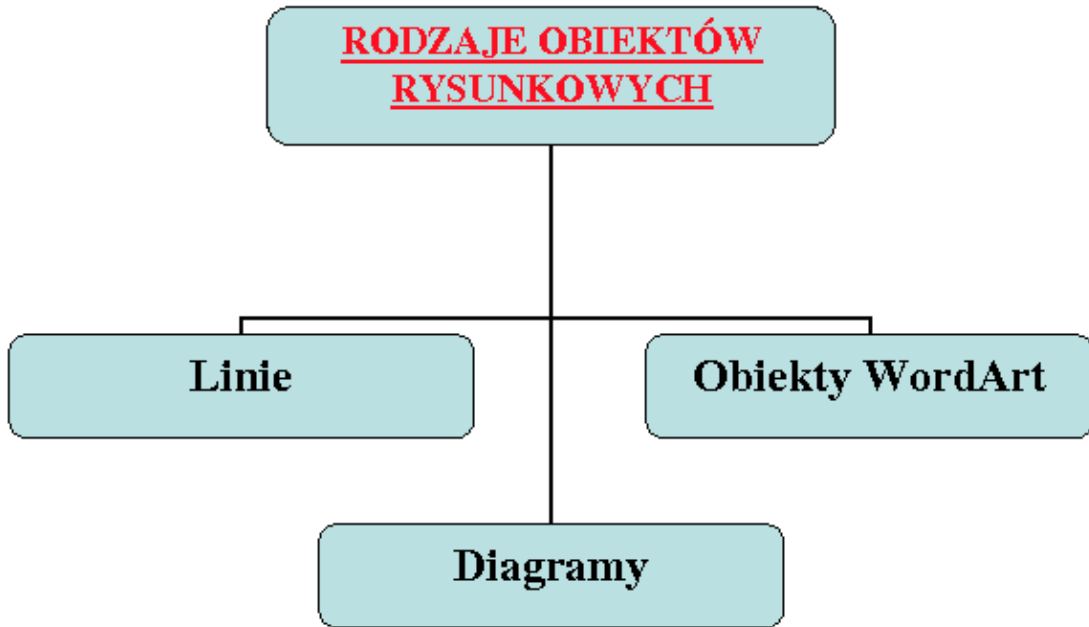 RODZAJE OBIEKTÓW
RYSUNKOWYCH
Linie
Obiekty WordArt
Diagramy